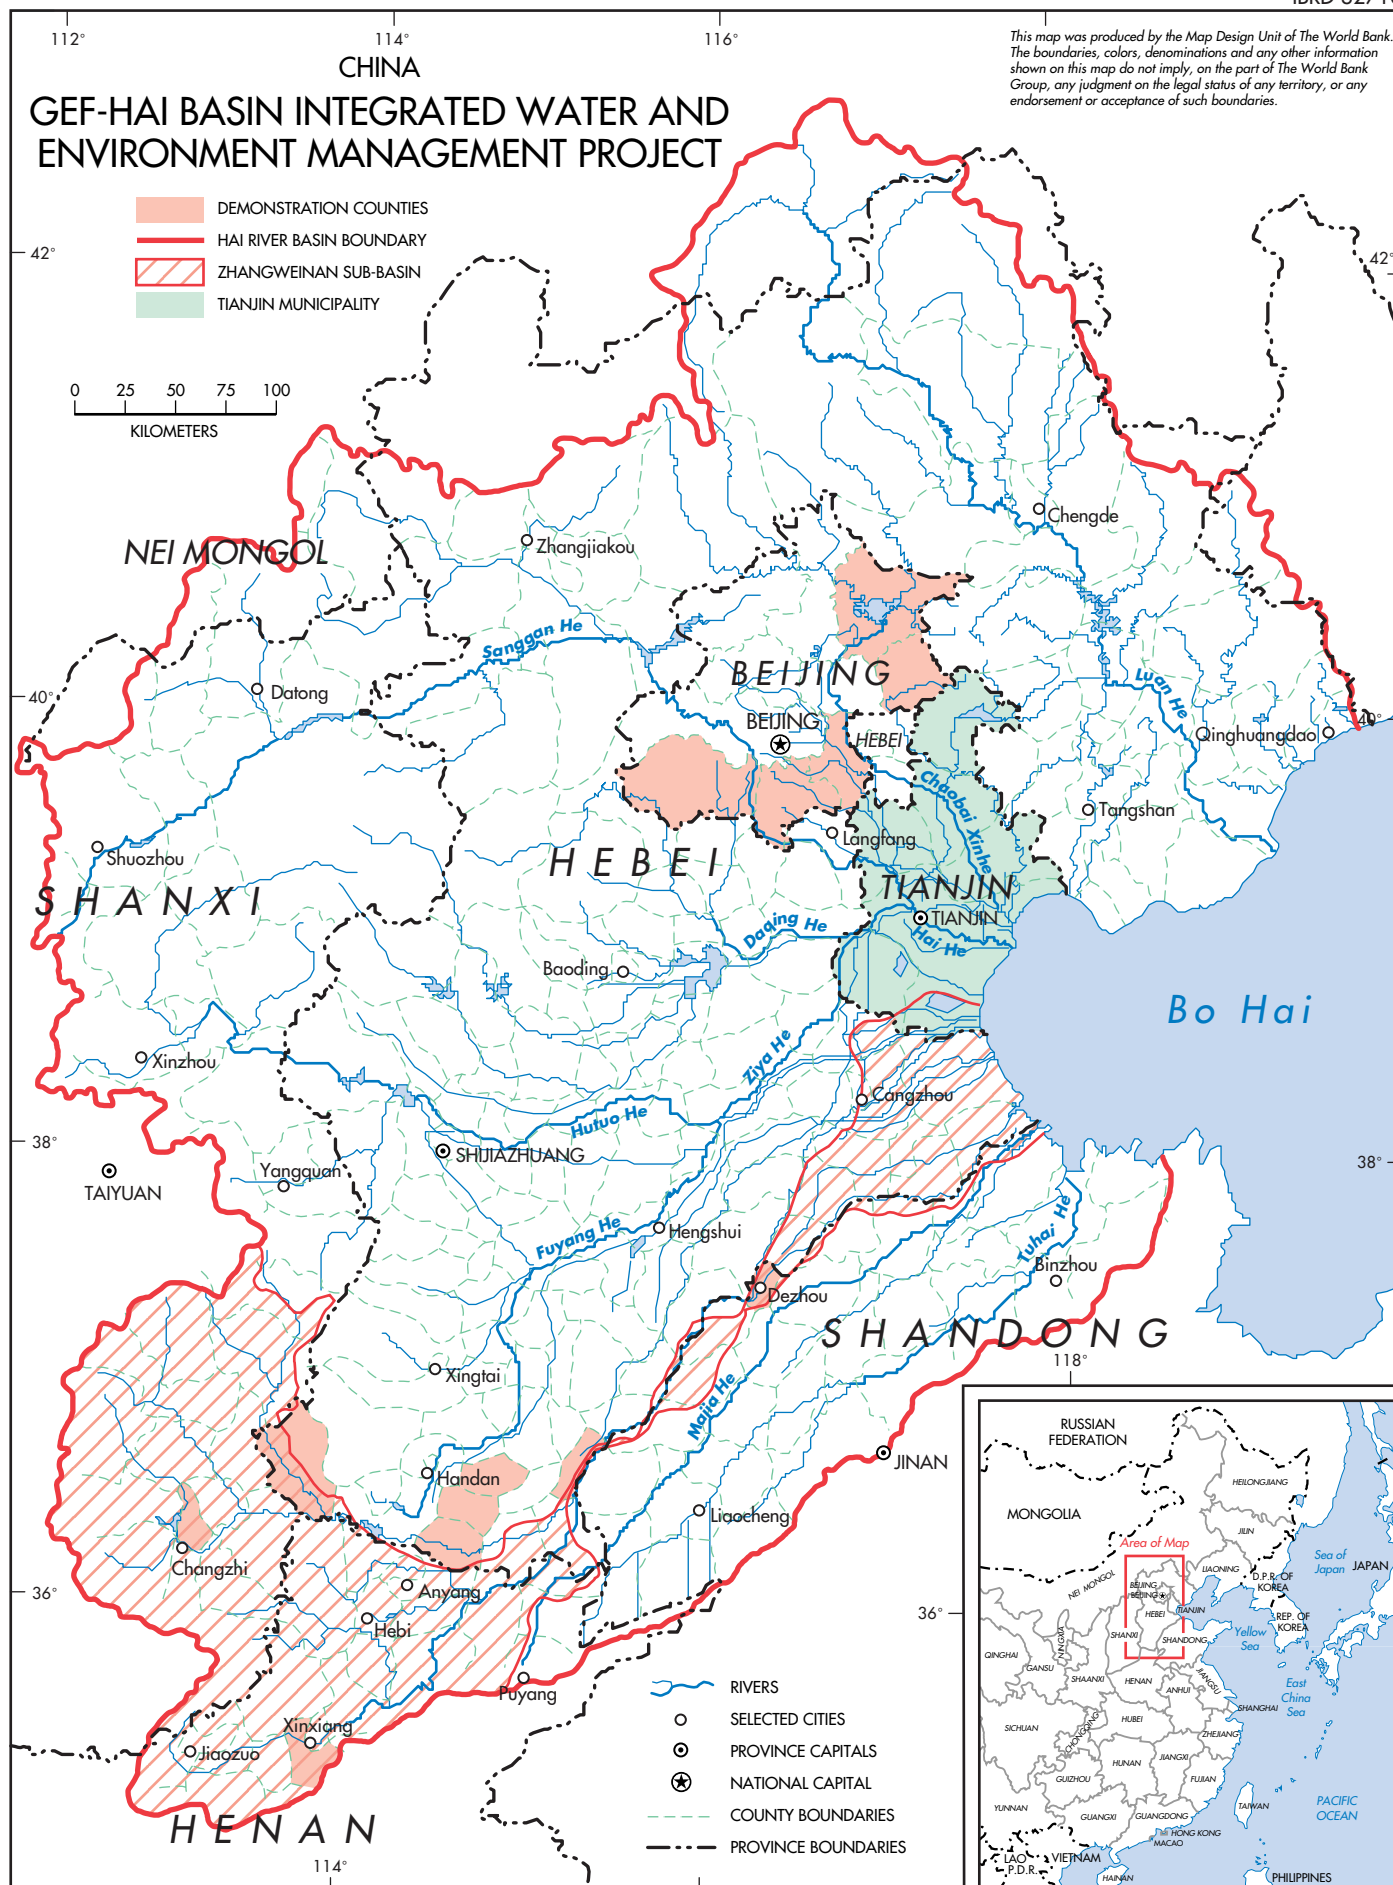 112°
114°
116°
This map was produced by the Map Design Unit of The World Bank.
The boundaries, colors, denominations and any other information
shown on this map do not imply, on the part of The World Bank
Group, any judgment on the legal status of any territory, or any
endorsement or acceptance of such boundaries.
CHINA
GEF-HAI BASIN INTEGRATED WATER AND
ENVIRONMENT MANAGEMENT PROJECT
DEMONSTRATION COUNTIES
HAI RIVER BASIN BOUNDARY
ZHANGWEINAN SUB-BASIN
TIANJIN MUNICIPALITY
42°
42°
0 25 50 75 100
KILOMETERS
Chengde
Zhangjiakou
NEI MONGOL
Sanggan He
BEIJING
Luan He
Datong
40°
BEIJING
HEBEI
Qinghuangdao
Chaobai Xinhe
Tangshan
Langfang
Shuozhou
HEBEI
SHANXI
TIANJIN
TIANJIN
Daqing He
Hai He
Baoding
Bo Hai
Xinzhou
Ziya He
Cangzhou
Hutuo He
38°
38°
SHIJIAZHUANG
Yangquan
TAIYUAN
Fuyang He
Hengshui
Tuhai He
Binzhou
Dezhou
SHANDONG
118°
Xingtai
Majia He
JINAN
Handan
Liaocheng
Changzhi
Anyang
Hebi
36°
36°
Puyang
Xinxiang
Jiaozuo
HENAN
114°
RIVERS
SELECTED CITIES
PROVINCE CAPITALS
NATIONAL CAPITAL
COUNTY BOUNDARIES
PROVINCE BOUNDARIES
RUSSIAN
FEDERATION
HEILONGJIANG
MONGOLIA
JILIN
Area of Map
Sea of
Japan
JAPAN
LIAONING
D.P.R. OF
KOREA
NEI MONGOL
BEIJING
BEIJING
HEBEI
TIANJIN
REP. OF
KOREA
NINGXIA
SHANXI
SHANDONG
Yellow
Sea
QINGHAI
GANSU
SHAANXI
HENAN
JIANGSU
ANHUI
East
China
Sea
SHANGHAI
HUBEI
SICHUAN
CHONGQING
ZHEJIANG
HUNAN
JIANGXI
GUIZHOU
FUJIAN
YUNNAN
GUANGXI
GUANGDONG
TAIWAN
PACIFIC
OCEAN
HONG KONG
MACAO
LAO
P.D.R.
VIETNAM
HAINAN
PHILIPPINES